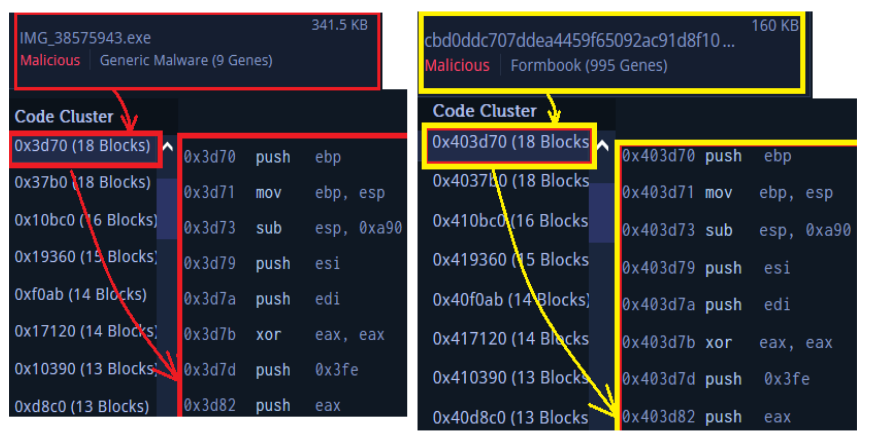 IMG_38575943.exe 341.5 KB
Malicious Generic Malware (9 Genes)
Code Cluster
0x3d70 (18 Blocks)
0x37b0 (18 Blocks)
0x10bc0 (16 Blocks)
0x19360 (15 Blocks)
0xf0ab (14 Blocks)
0x17120 (14 Blocks)
0x10390 (13 Blocks)
0xd8c0 (13 Blocks)
0x3d70 push ebp
0x3d71 mov ebp, esp
0x3d73 sub esp, 0xa90
0x3d79 push esi
0x3d7a push edi
0x3d7b xor eax, eax
0x3d7d push 0x3fe
0x3d82 push eax
cbd0ddc707ddea4459f65092ac91d8f10... 160 KB
Malicious Formbook (995 Genes)
Code Cluster
0x403d70 (18 Blocks
0x4037b0 (18 Blocks
0x410bc0 (16 Blocks
0x419360 (15 Blocks
0x40f0ab (14 Blocks)
0x417120 (14 Blocks
0x410390 (13 Blocks
0x40d8c0 (13 Blocks
0x403d70 push ebp
0x403d71 mov ebp, esp
0x403d73 sub esp, 0xa90
0x403d79 push esi
0x403d7a push edi
0x403d7b xor eax, eax
0x403d7d push 0x3fe
0x403d82 push eax